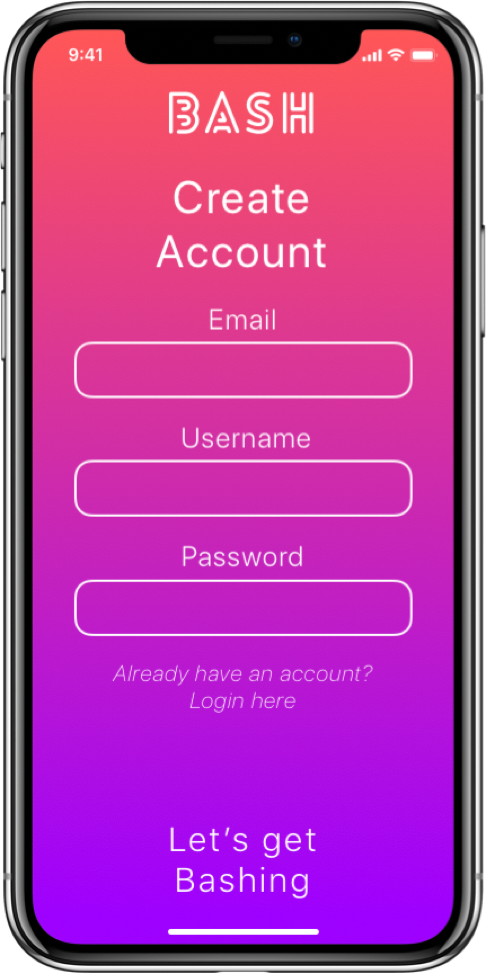 9:41
BASH
Create
Account
Email
Username
Password
Already have an account?
Login here
Let's get
Bashing